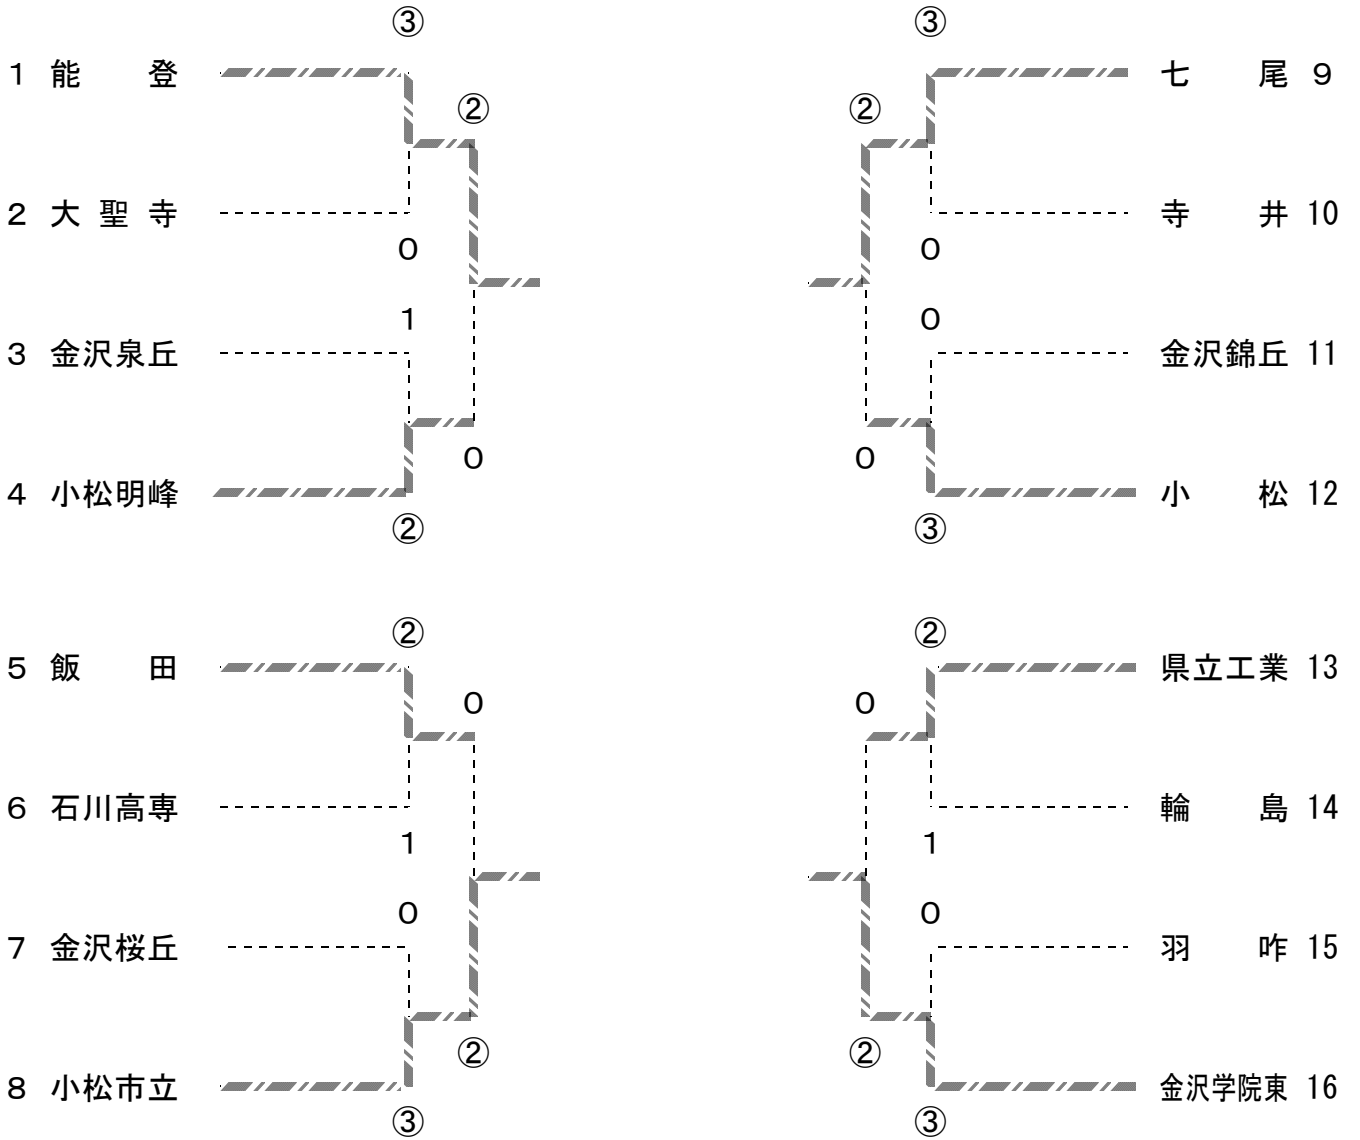 ③ ③
1 能 登 七 尾 9
② ②
2 大 聖 寺 寺 井 10
0 0
1 0
3 金沢泉丘 金沢錦丘 11
0 0
4 小松明峰 小 松 12
② ③
② ②
5 飯 田 県立工業 13
0 0
6 石川高専 輪 島 14
1 1
0 0
7 金沢桜丘 羽 咋 15
② ②
8 小松市立 金沢学院東 16
③ ③